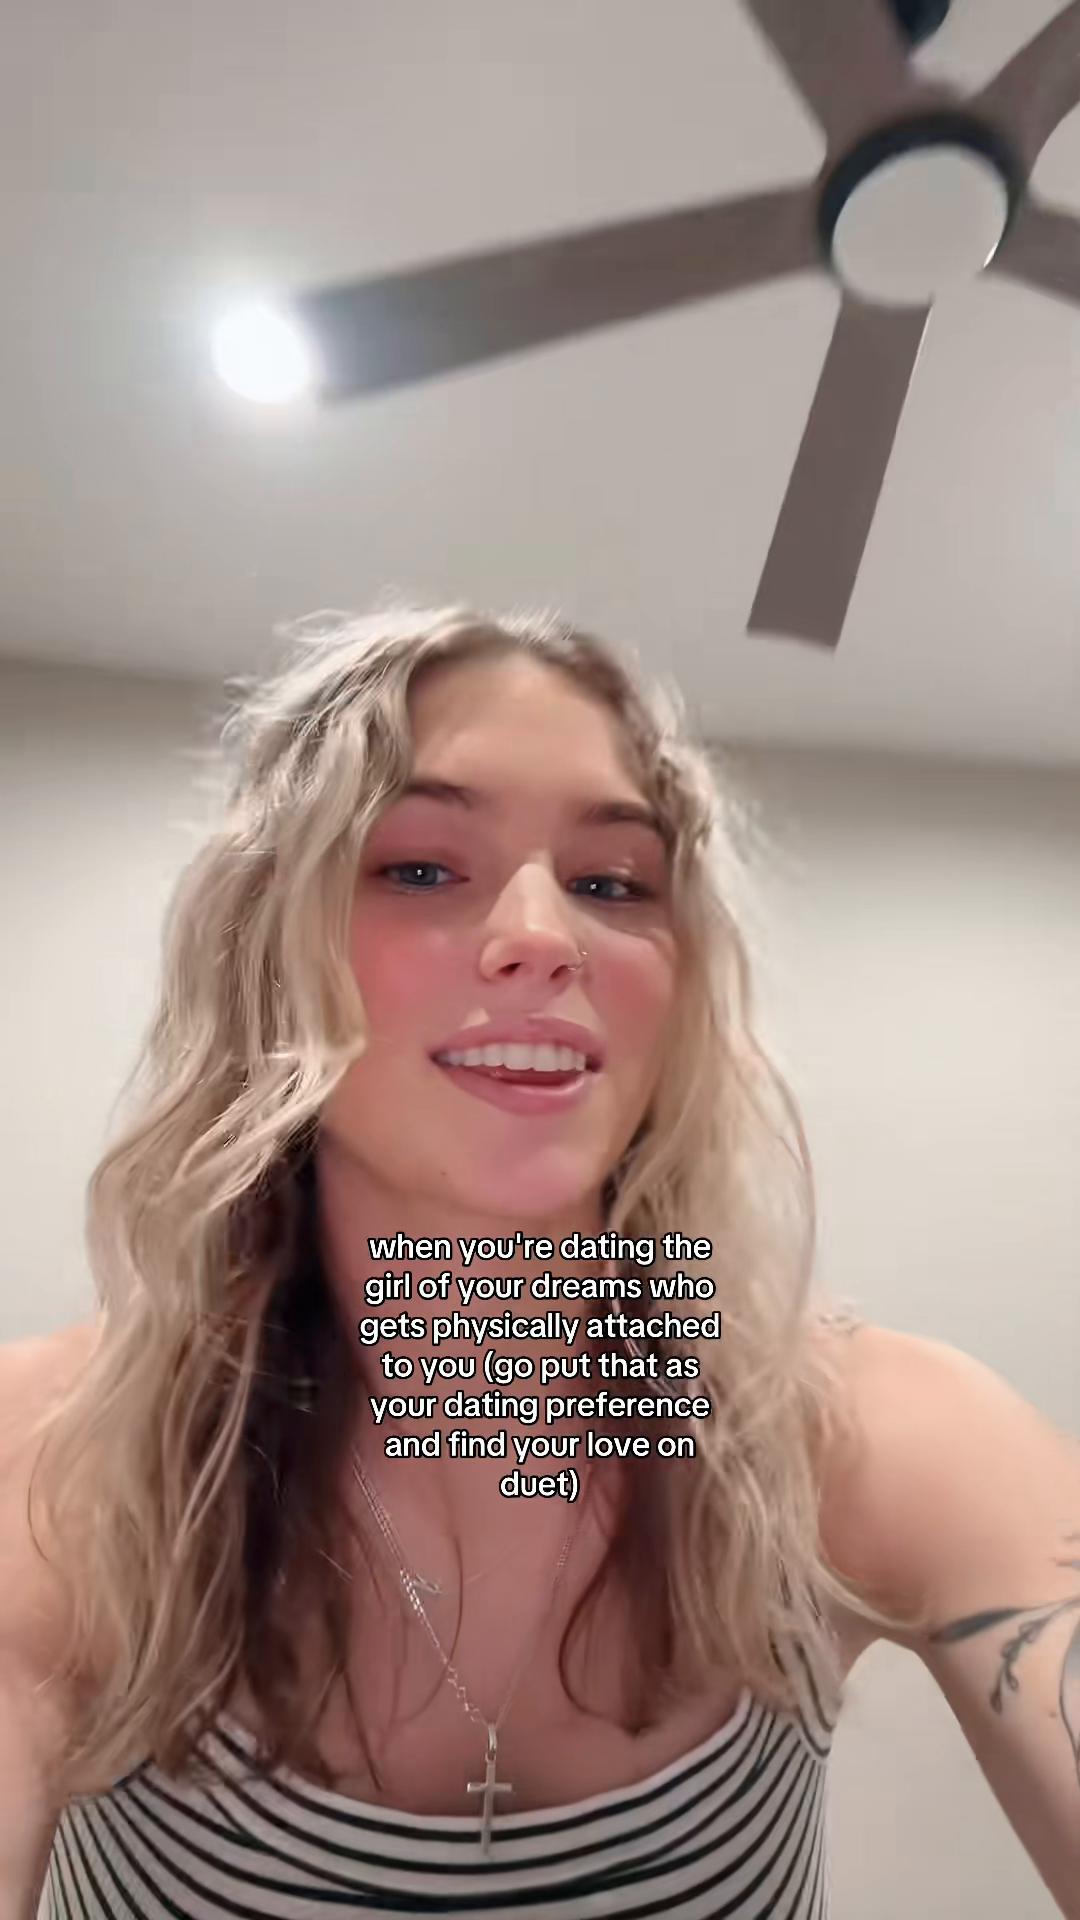 when you're dating the
girl of your dreams who
gets physically attached
to you (go put that as
your dating preference
and find your love on
duet)